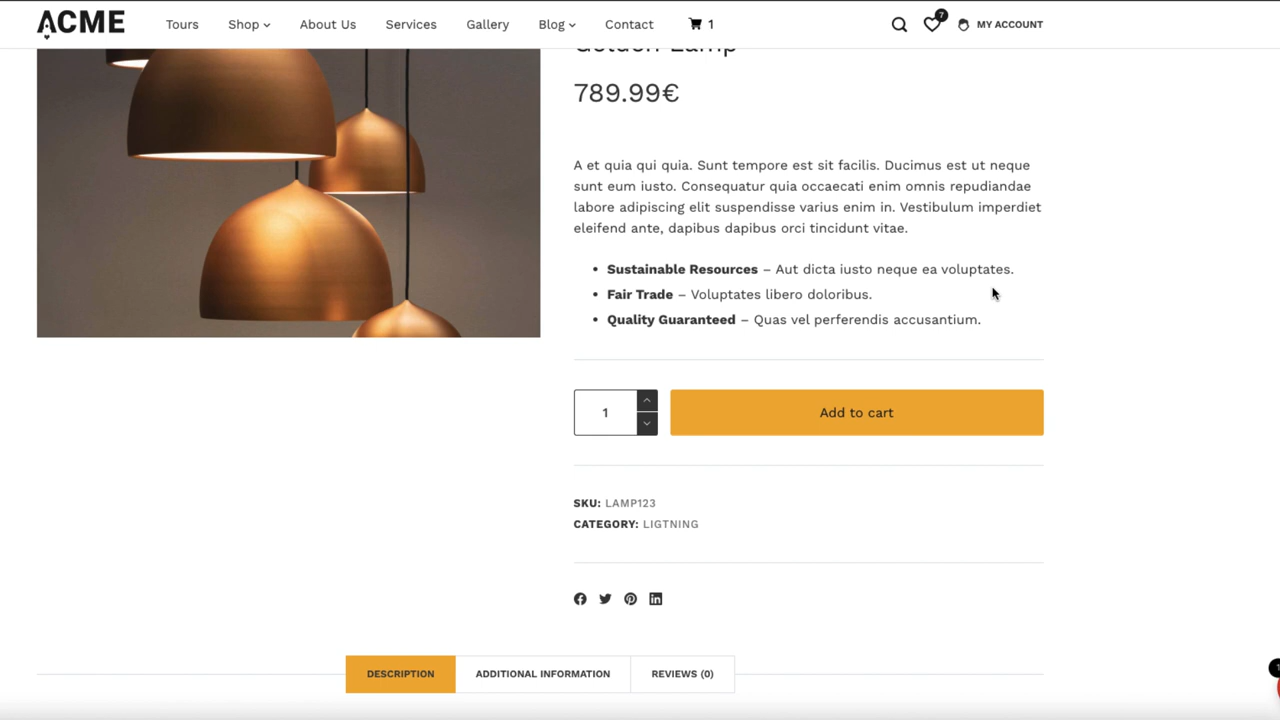 ACME
Tours
Shop
About Us
Services
Gallery
Blog
Contact
1
7
MY ACCOUNT
Golden Lamp
789.99€
A et quia qui quia. Sunt tempore est sit facilis. Ducimus est ut neque
sunt eum iusto. Consequatur quia occaecati enim omnis repudiandae
labore adipiscing elit suspendisse varius enim in. Vestibulum imperdiet
eleifend ante, dapibus dapibus orci tincidunt vitae.
• Sustainable Resources – Aut dicta iusto neque ea voluptates.
• Fair Trade – Voluptates libero doloribus.
• Quality Guaranteed – Quas vel perferendis accusantium.
1
Add to cart
SKU: LAMP123
CATEGORY: LIGTNING
DESCRIPTION
ADDITIONAL INFORMATION
REVIEWS (0)